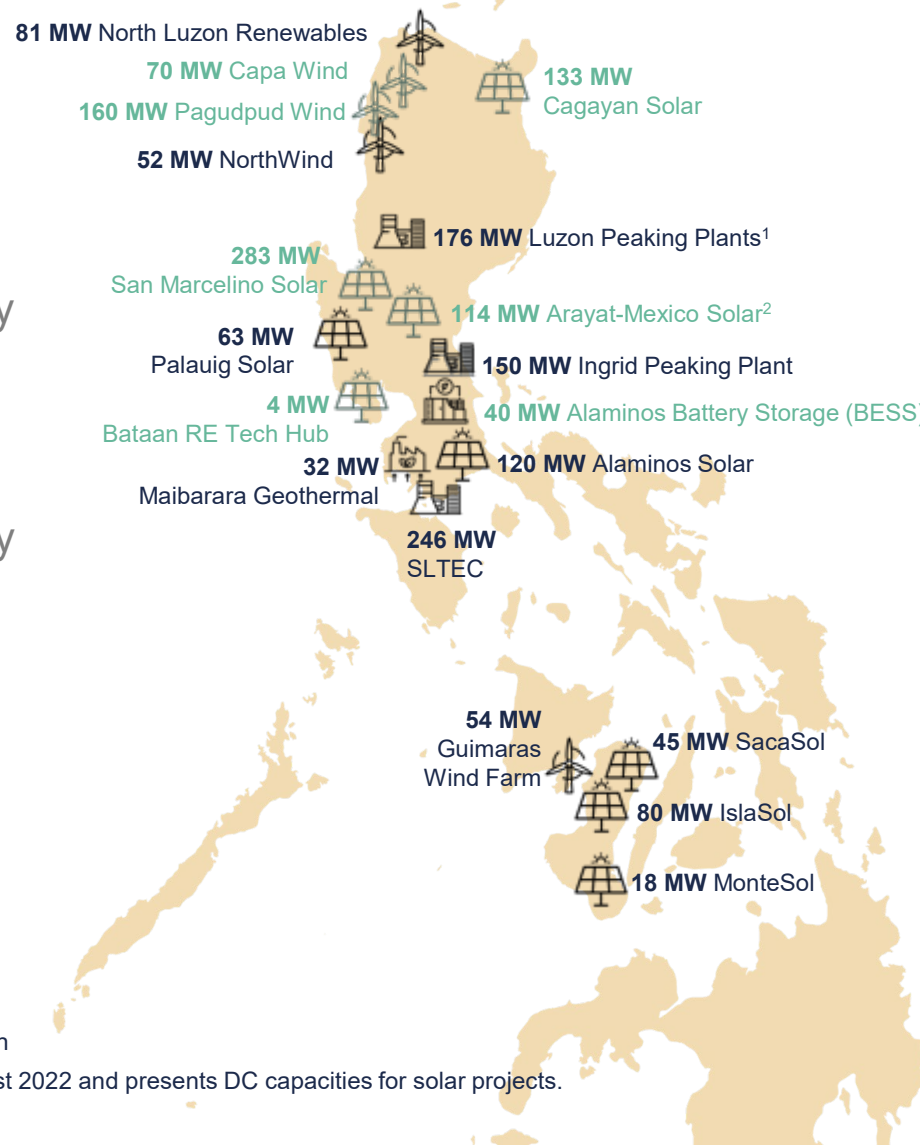 81 MW North Luzon Renewables
70 MW Capa Wind
133 MW
Cagayan Solar
160 MW Pagudpud Wind
52 MW NorthWind
176 MW Luzon Peaking Plants¹
283 MW
San Marcelino Solar
y
114 MW Arayat-Mexico Solar²
63 MW
Palauig Solar
150 MW Ingrid Peaking Plant
4 MW
Bataan RE Tech Hub
40 MW Alaminos Battery Storage (BESS)
32 MW
Maibarara Geothermal
120 MW Alaminos Solar
y
246 MW
SLTEC
54 MW
Guimaras
Wind Farm
45 MW SacaSol
80 MW IslaSol
18 MW MonteSol
st 2022 and presents DC capacities for solar projects.